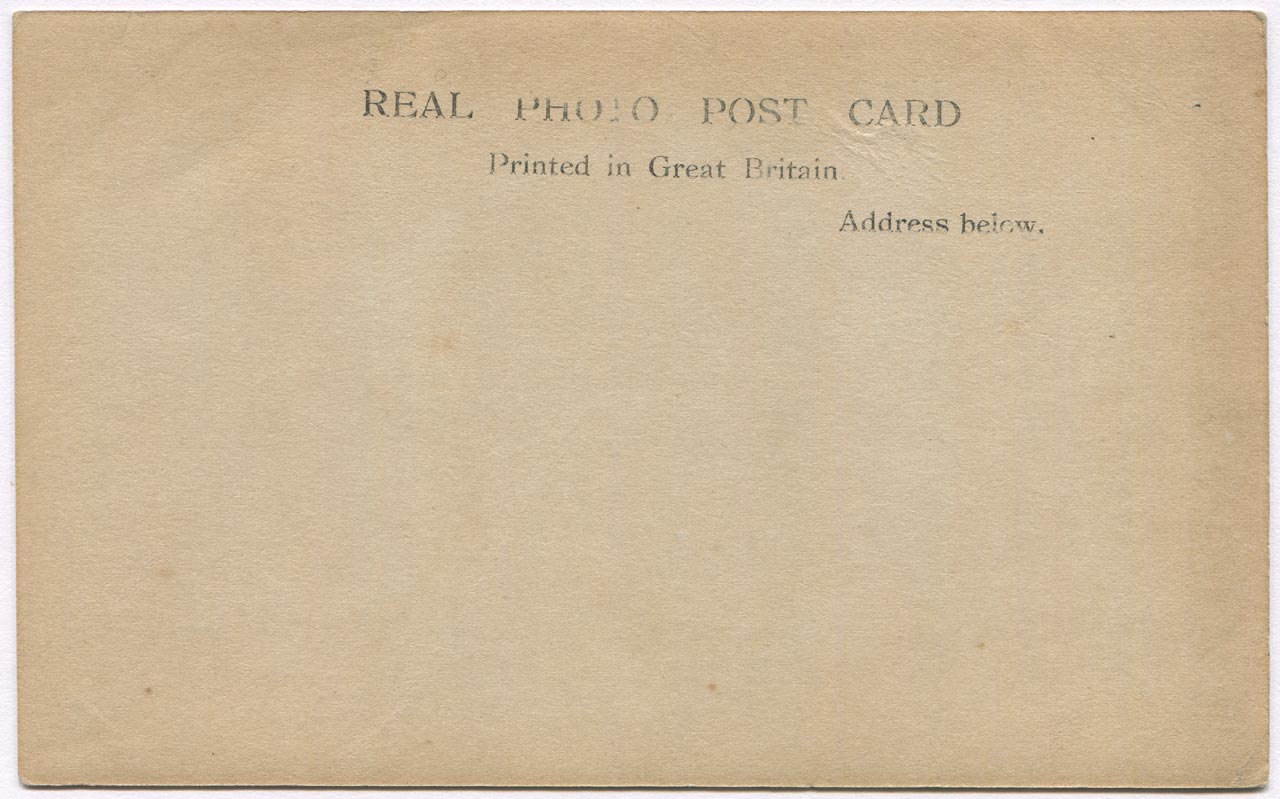 REAL PHOTO POST CARD
Printed in Great Britain.
Address below.